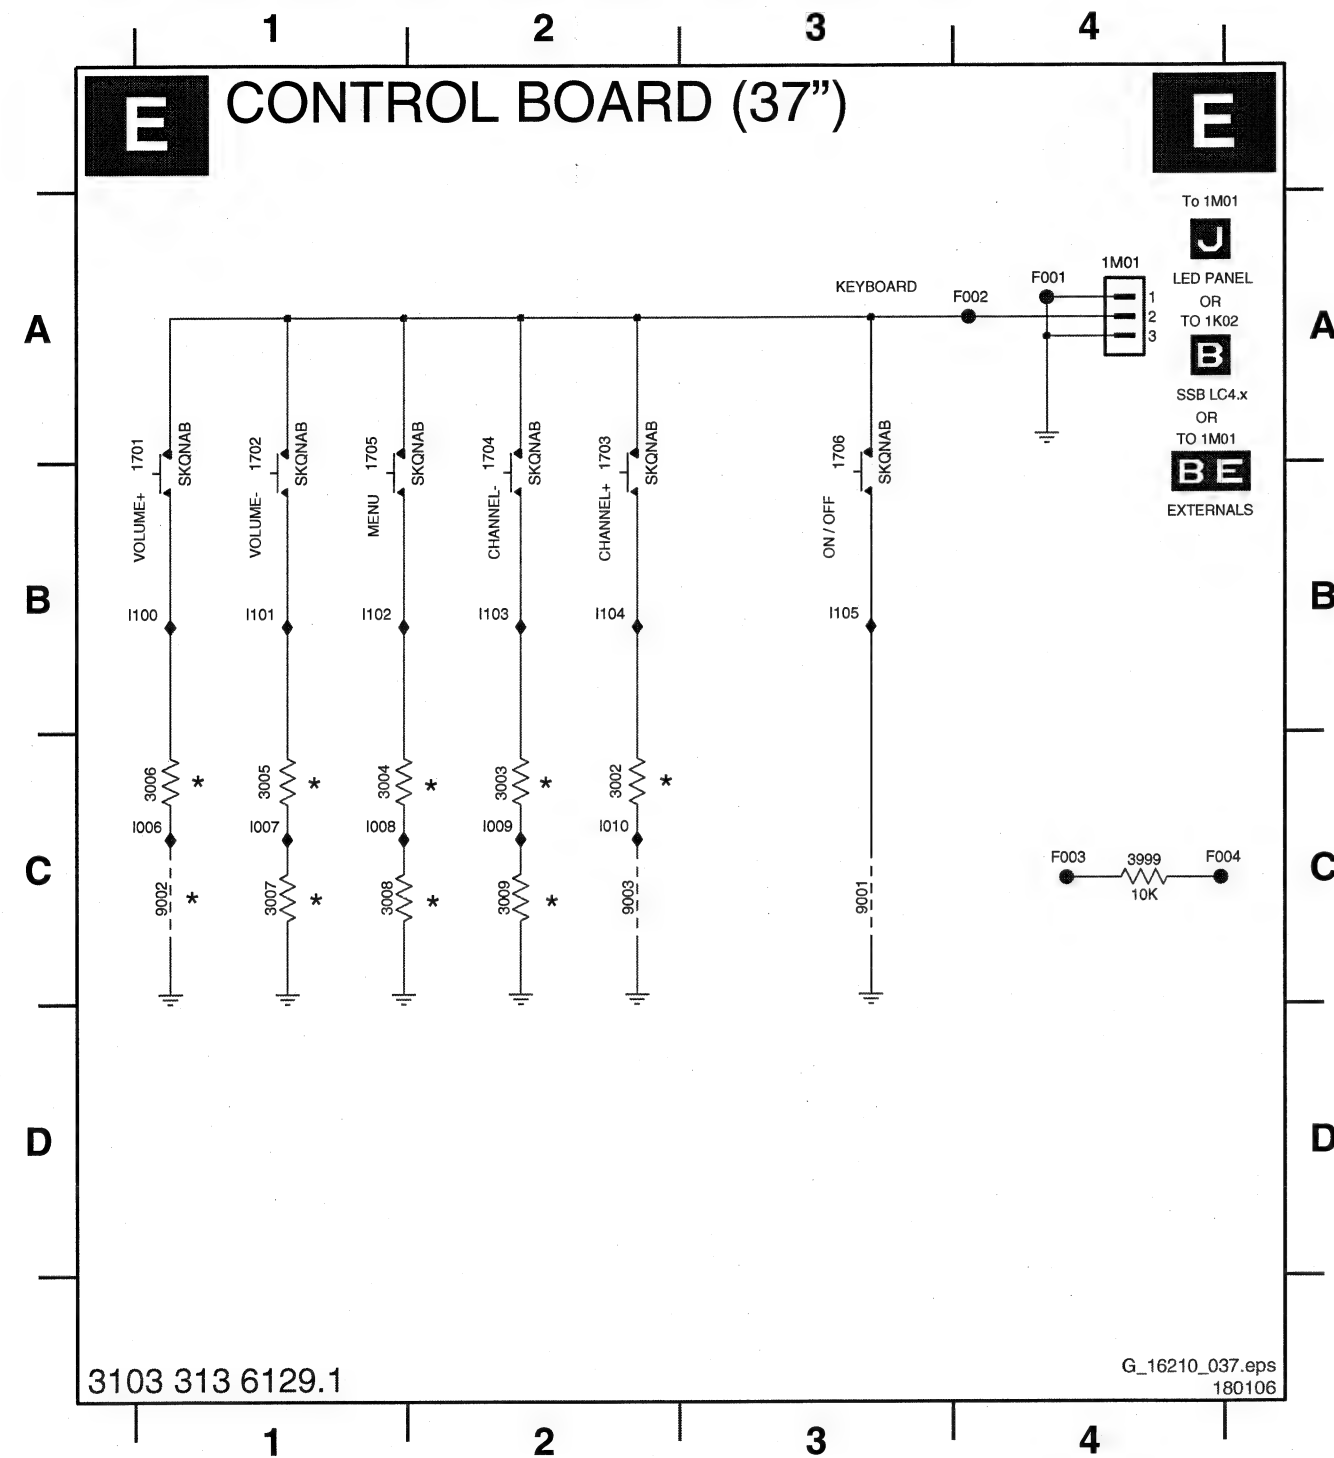 1 2 3 4
E CONTROL BOARD (37”) E
To 1M01
J
LED PANEL
OR
TO 1K02
B
SSB LC4.x
OR
TO 1M01
B E
EXTERNALS
A A
KEYBOARD F002 F001 1M01
1
2
3
1701 SKQNAB VOLUME+
1702 SKQNAB VOLUME-
1705 SKQNAB MENU
1704 SKQNAB CHANNEL-
1703 SKQNAB CHANNEL+
1706 SKQNAB ON / OFF
B B
I100 I101 I102 I103 I104 I105
3006 * 3005 * 3004 * 3003 * 3002 *
I006 I007 I008 I009 I010
C C
9002 * 3007 * 3008 * 3009 * 9003 9001
F003 3999 F004
10K
D D
3103 313 6129.1
G_16210_037.eps
180106
1 2 3 4